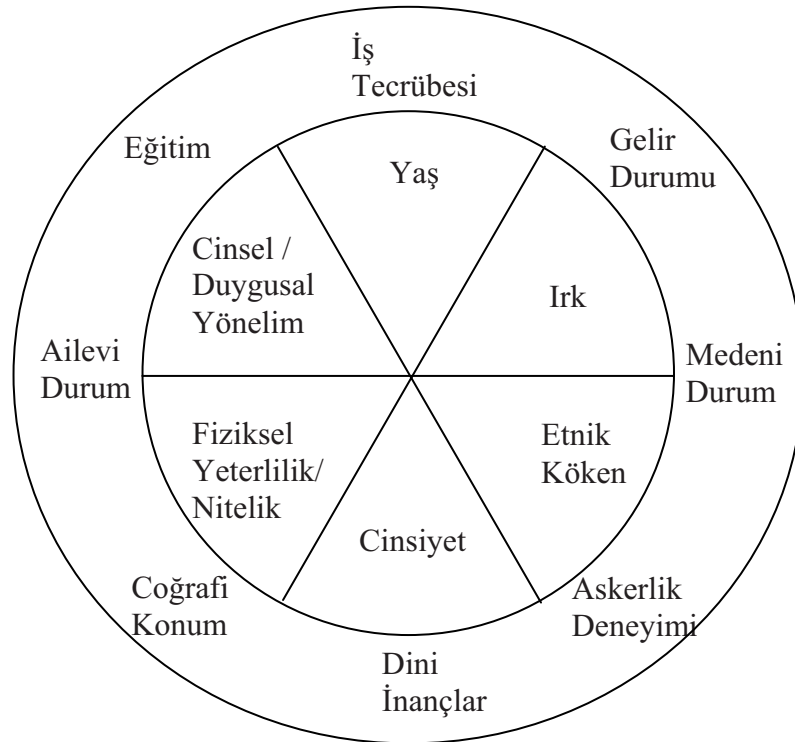 İş
Tecrübesi
Eğitim
Gelir
Durumu
Yaş
Cinsel /
Duygusal
Yönelim
Irk
Ailevi
Durum
Medeni
Durum
Fiziksel
Yeterlilik/
Nitelik
Etnik
Köken
Cinsiyet
Coğrafi
Konum
Askerlik
Deneyimi
Dini
İnançlar